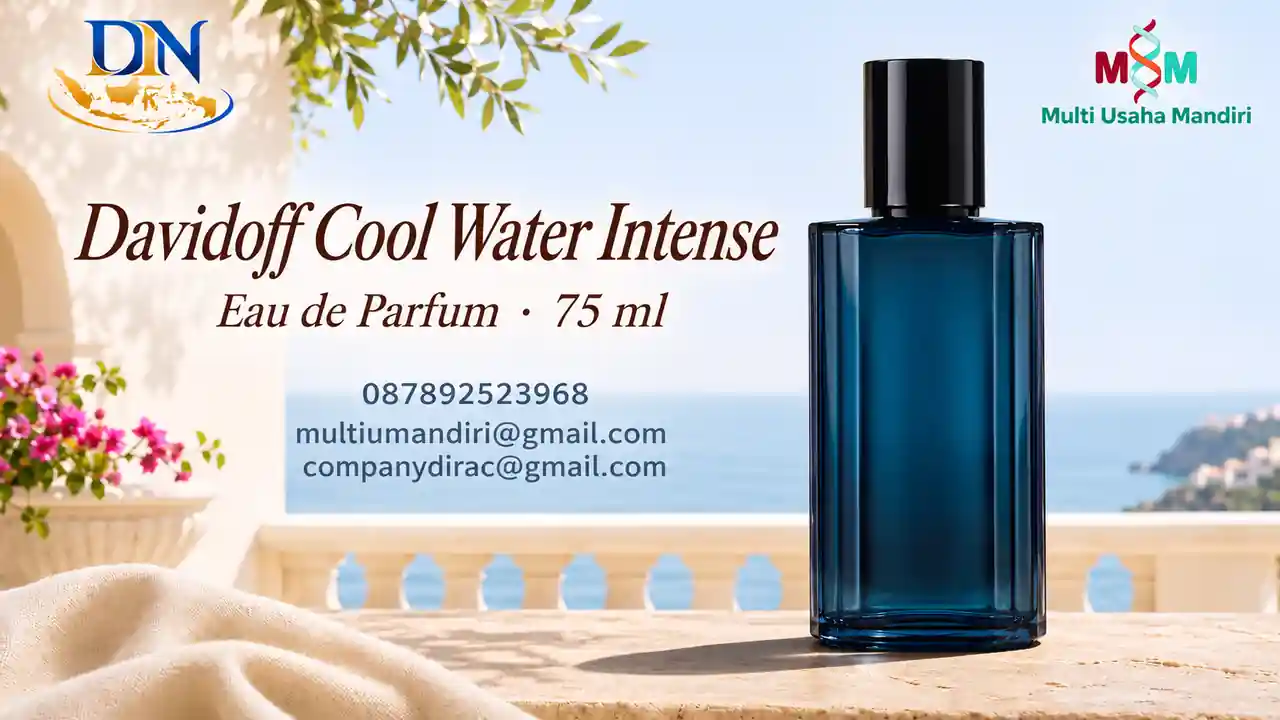 DIN
MSM
Multi Usaha Mandiri
Davidoff Cool Water Intense
Eau de Parfum · 75 ml
087892523968
multiumandiri@gmail.com
companydirac@gmail.com